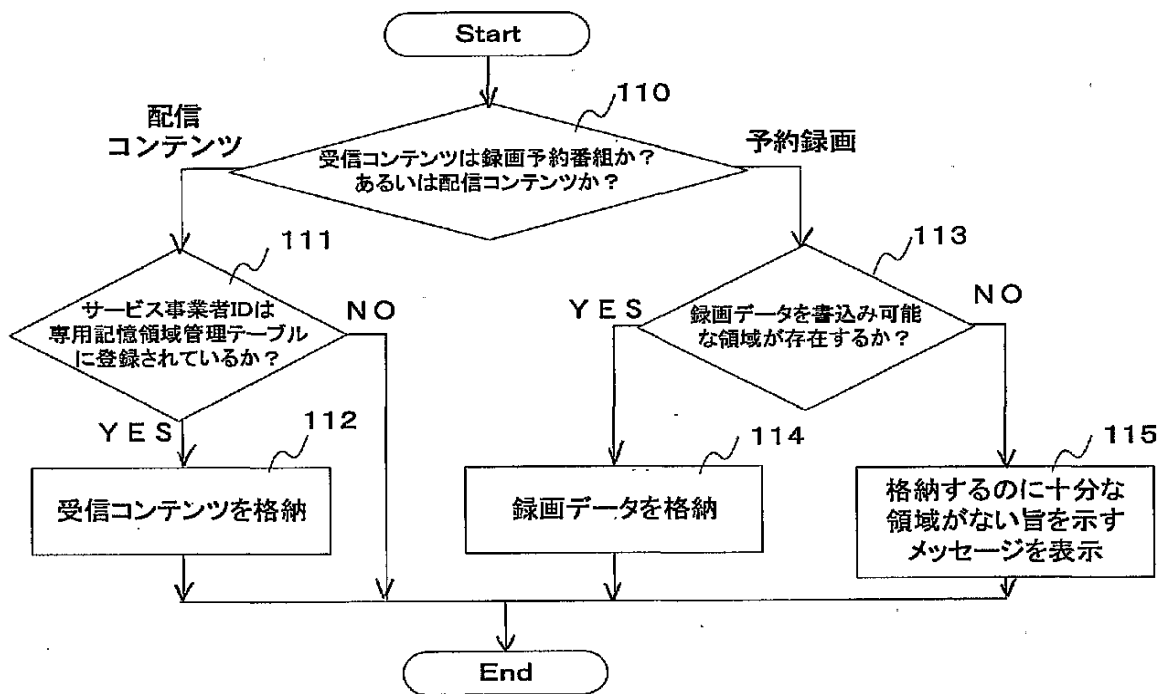 Start
110
配信
コンテンツ
予約録画
受信コンテンツは録画予約番組か？
あるいは配信コンテンツか？
111
サービス事業者IDは
専用記憶領域管理テーブル
に登録されているか？
NO
YES
113
録画データを書込み可能
な領域が存在するか？
YES
NO
112
受信コンテンツを格納
114
録画データを格納
115
格納するのに十分な
領域がない旨を示す
メッセージを表示
End